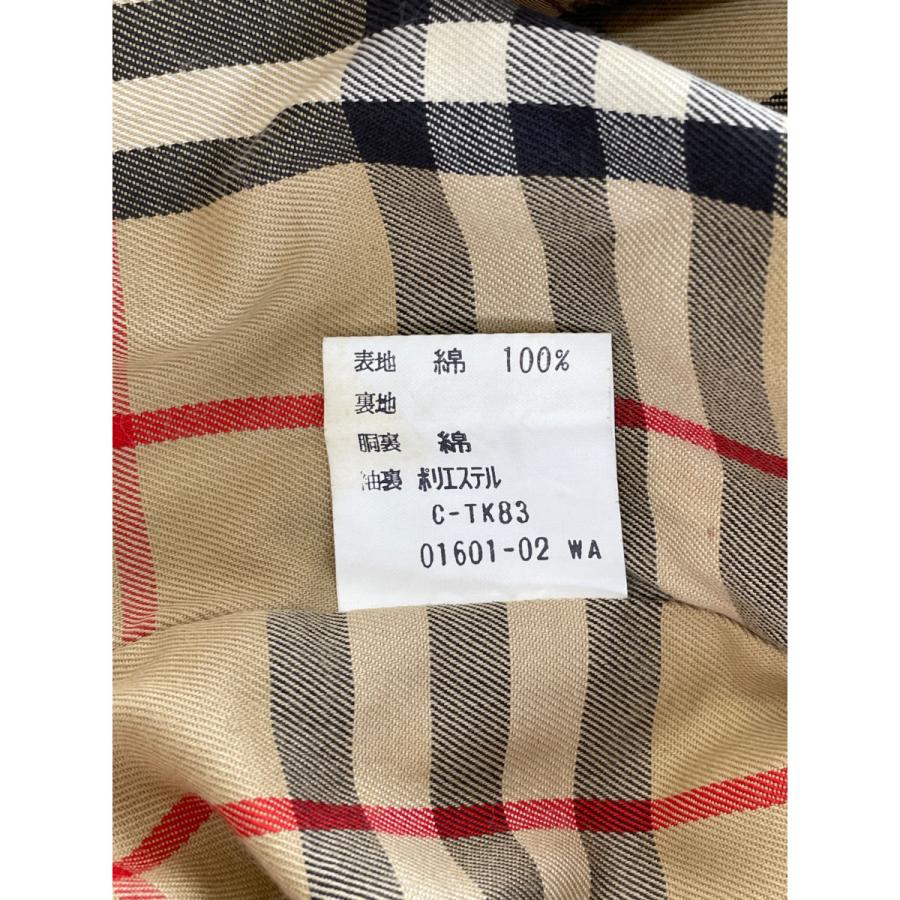 表地 綿 100%
裏地
胴裏 綿
袖裏 ポリエステル
C-TK83
01601-02 WA